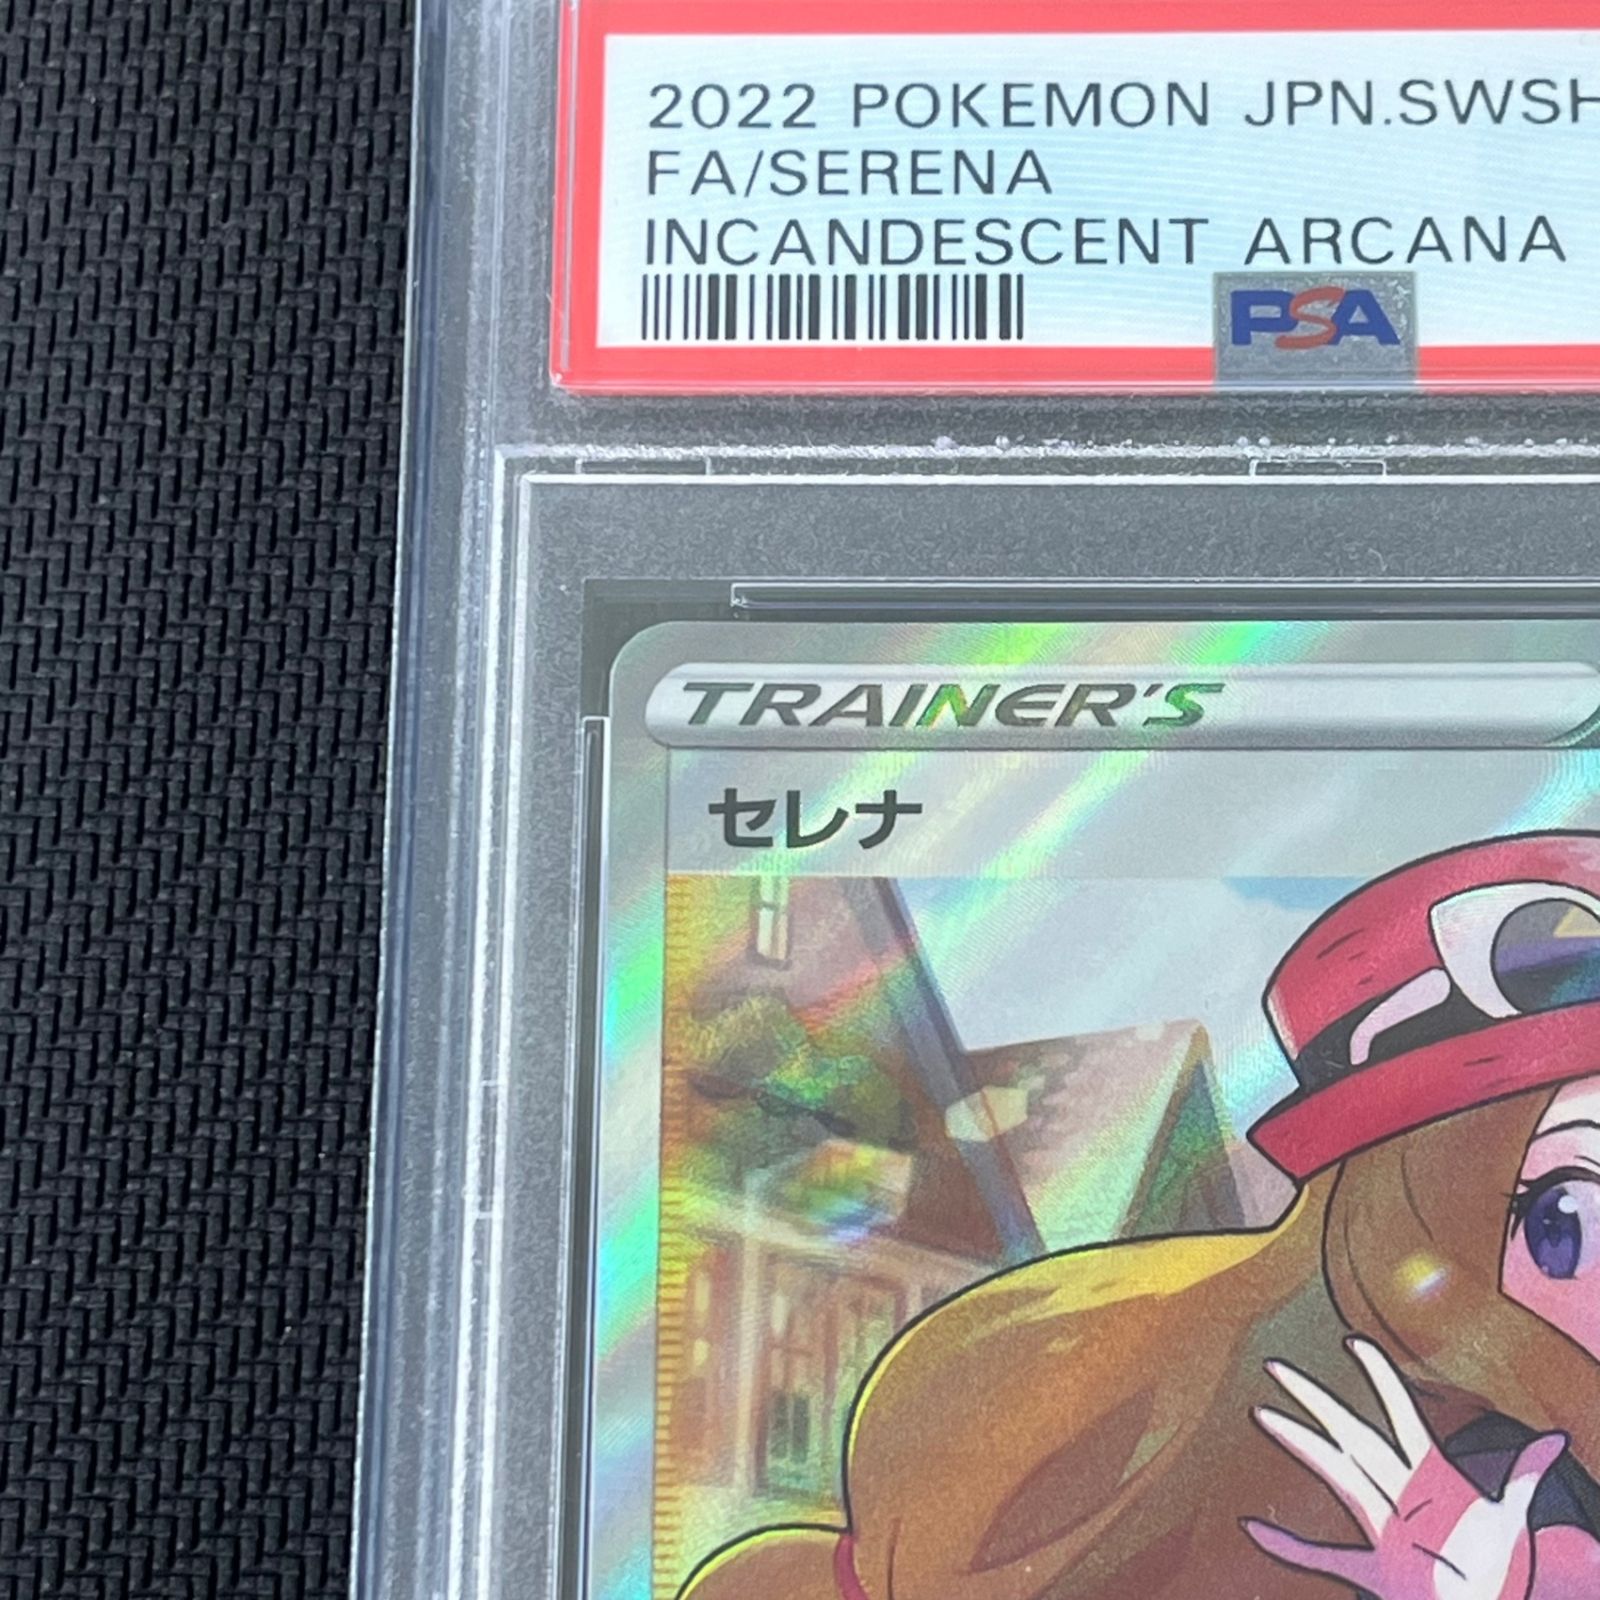 2022 POKEMON JPN.SWSH
FA/SERENA
INCANDESCENT ARCANA
PSA
TRAINER'S
セレナ